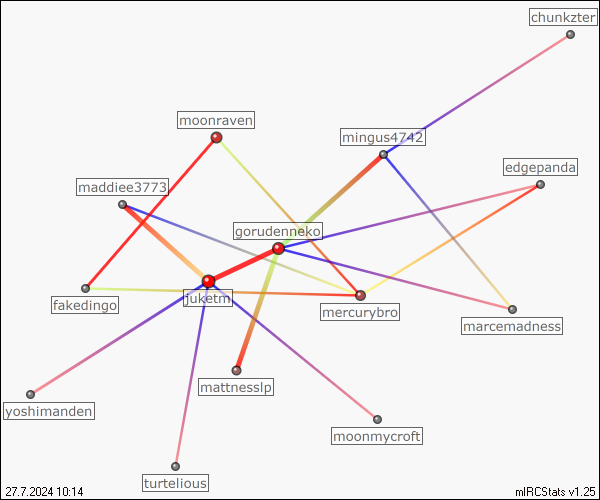 chunkzter
moonraven
mingus4742
edgepanda
maddiee3773
gorudenneko
juketm
fakedingo
mercurybro
marcemadness
mattnesslp
yoshimanden
moonmycroft
turtelious
27.7.2024 10:14
mIRCStats v1.25